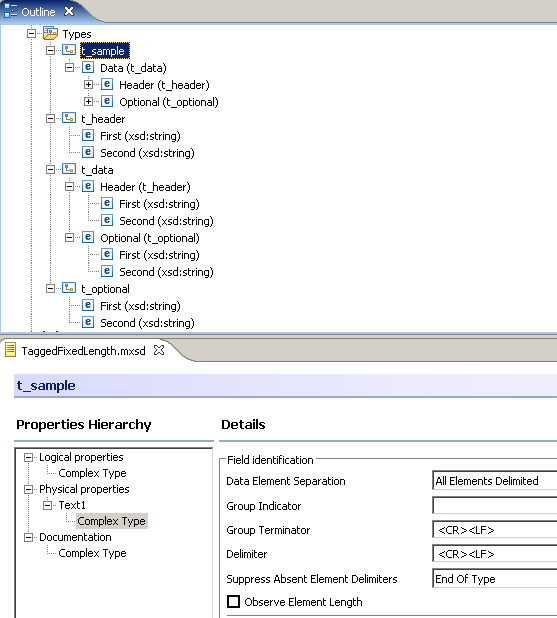 Outline
Types
t_sample
Data (t_data)
Header (t_header)
Optional (t_optional)
t_header
First (xsd:string)
Second (xsd:string)
t_data
Header (t_header)
First (xsd:string)
Second (xsd:string)
Optional (t_optional)
First (xsd:string)
Second (xsd:string)
t_optional
First (xsd:string)
Second (xsd:string)
TaggedFixedLength.mxsd
t_sample
Properties Hierarchy
Logical properties
Complex Type
Physical properties
Text1
Complex Type
Documentation
Complex Type
Details
Field identification
Data Element Separation All Elements Delimited
Group Indicator
Group Terminator <CR><LF>
Delimiter <CR><LF>
Suppress Absent Element Delimiters End Of Type
Observe Element Length